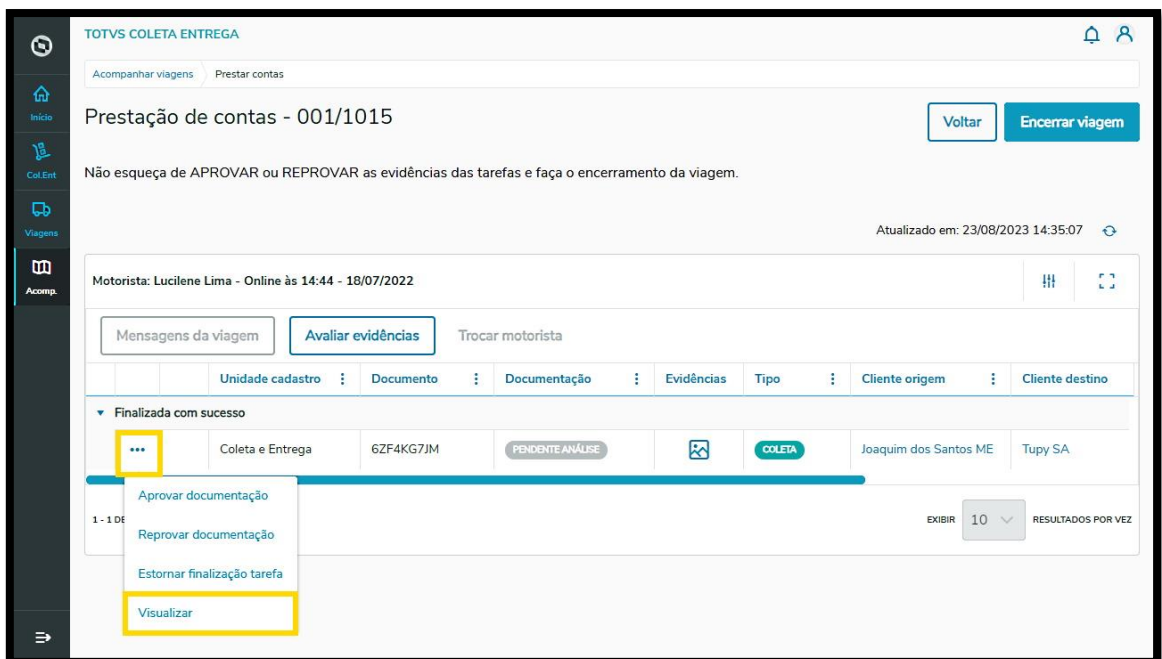 TOTVS COLETA ENTREGA
Acompanhar viagens Prestar contas
Início
Prestação de contas - 001/1015
Voltar
Encerrar viagem
Col.Ent
Não esqueça de APROVAR ou REPROVAR as evidências das tarefas e faça o encerramento da viagem.
Viagens
Atualizado em: 23/08/2023 14:35:07
Acomp.
Motorista: Lucilene Lima - Online às 14:44 - 18/07/2022
Mensagens da viagem Avaliar evidências Trocar motorista
Unidade cadastro Documento Documentação Evidências Tipo Cliente origem Cliente destino
Finalizada com sucesso
Coleta e Entrega 6ZF4KG7JM PENDENTE ANÁLISE COLETA Joaquim dos Santos ME Tupy SA
Aprovar documentação
1 - 1 DE
EXIBIR 10 RESULTADOS POR VEZ
Reprovar documentação
Estornar finalização tarefa
Visualizar